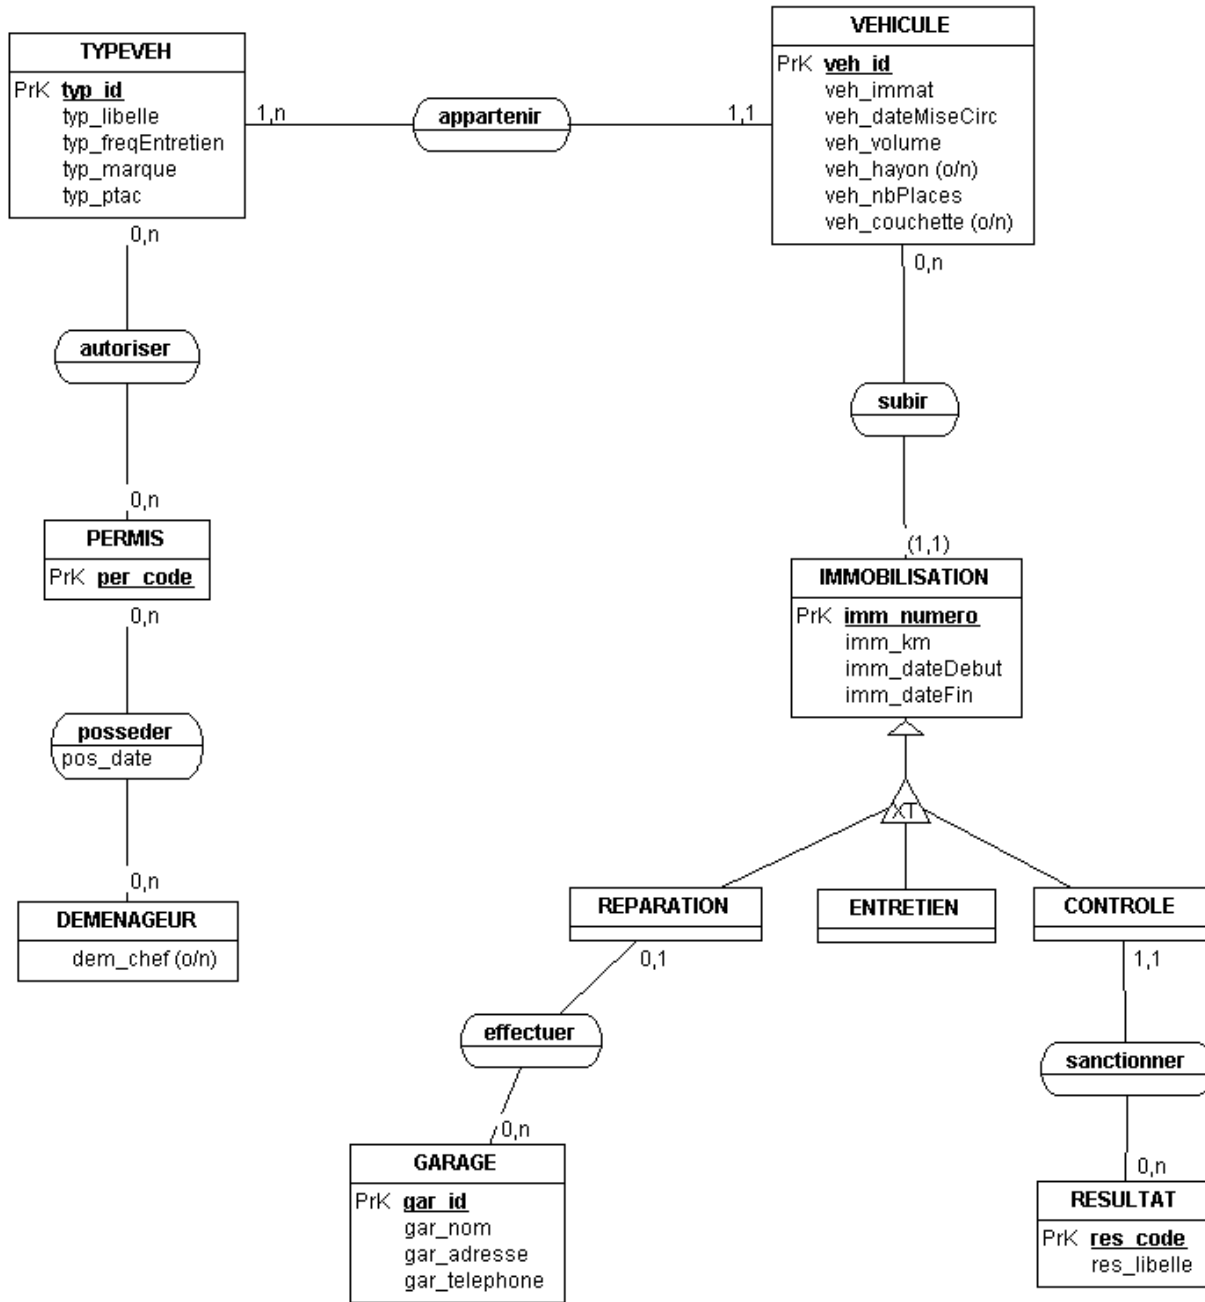 TYPEVEH
PrK typ_id
typ_libelle
typ_freqEntretien
typ_marque
typ_ptac
1,n
appartenir
1,1
VEHICULE
PrK veh_id
veh_immat
veh_dateMiseCirc
veh_volume
veh_hayon (o/n)
veh_nbPlaces
veh_couchette (o/n)
0,n
autoriser
0,n
PERMIS
PrK per_code
0,n
posseder
pos_date
0,n
DEMENAGEUR
dem_chef (o/n)
0,n
subir
(1,1)
IMMOBILISATION
PrK imm_numero
imm_km
imm_dateDebut
imm_dateFin
XT
REPARATION
ENTRETIEN
CONTROLE
0,1
effectuer
0,n
GARAGE
PrK gar_id
gar_nom
gar_adresse
gar_telephone
1,1
sanctionner
0,n
RESULTAT
PrK res_code
res_libelle